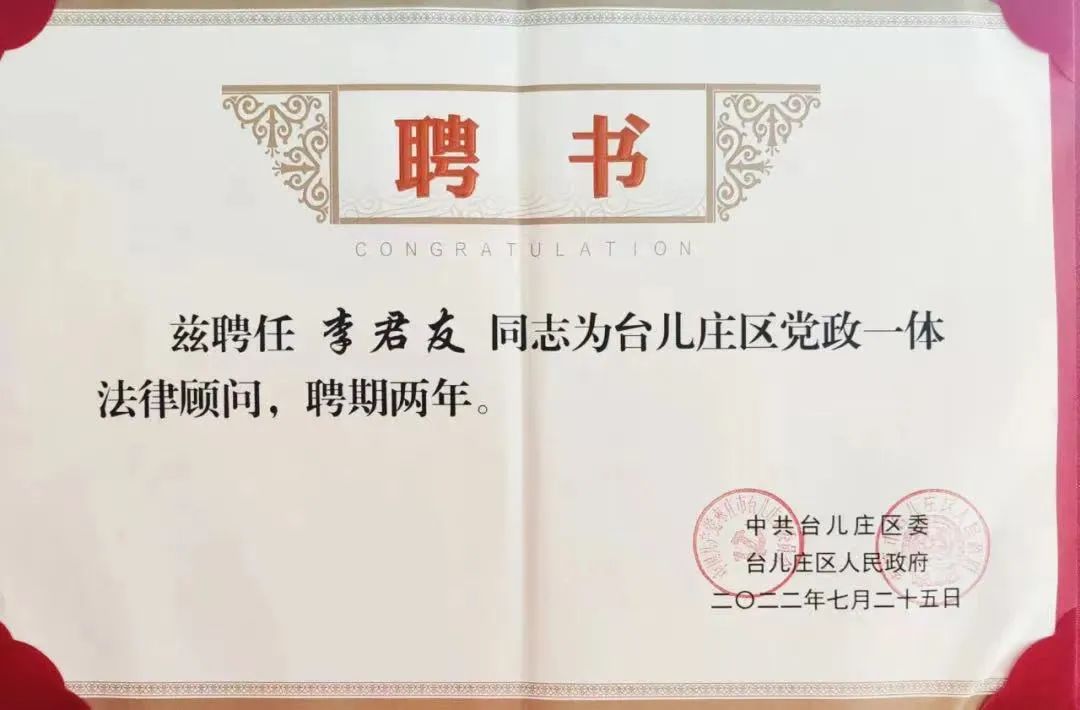 聘书
CONGRATULATION
兹聘任 李君友 同志为台儿庄区党政一体
法律顾问，聘期两年。
中共台儿庄区委
台儿庄区人民政府
二〇二二年七月二十五日